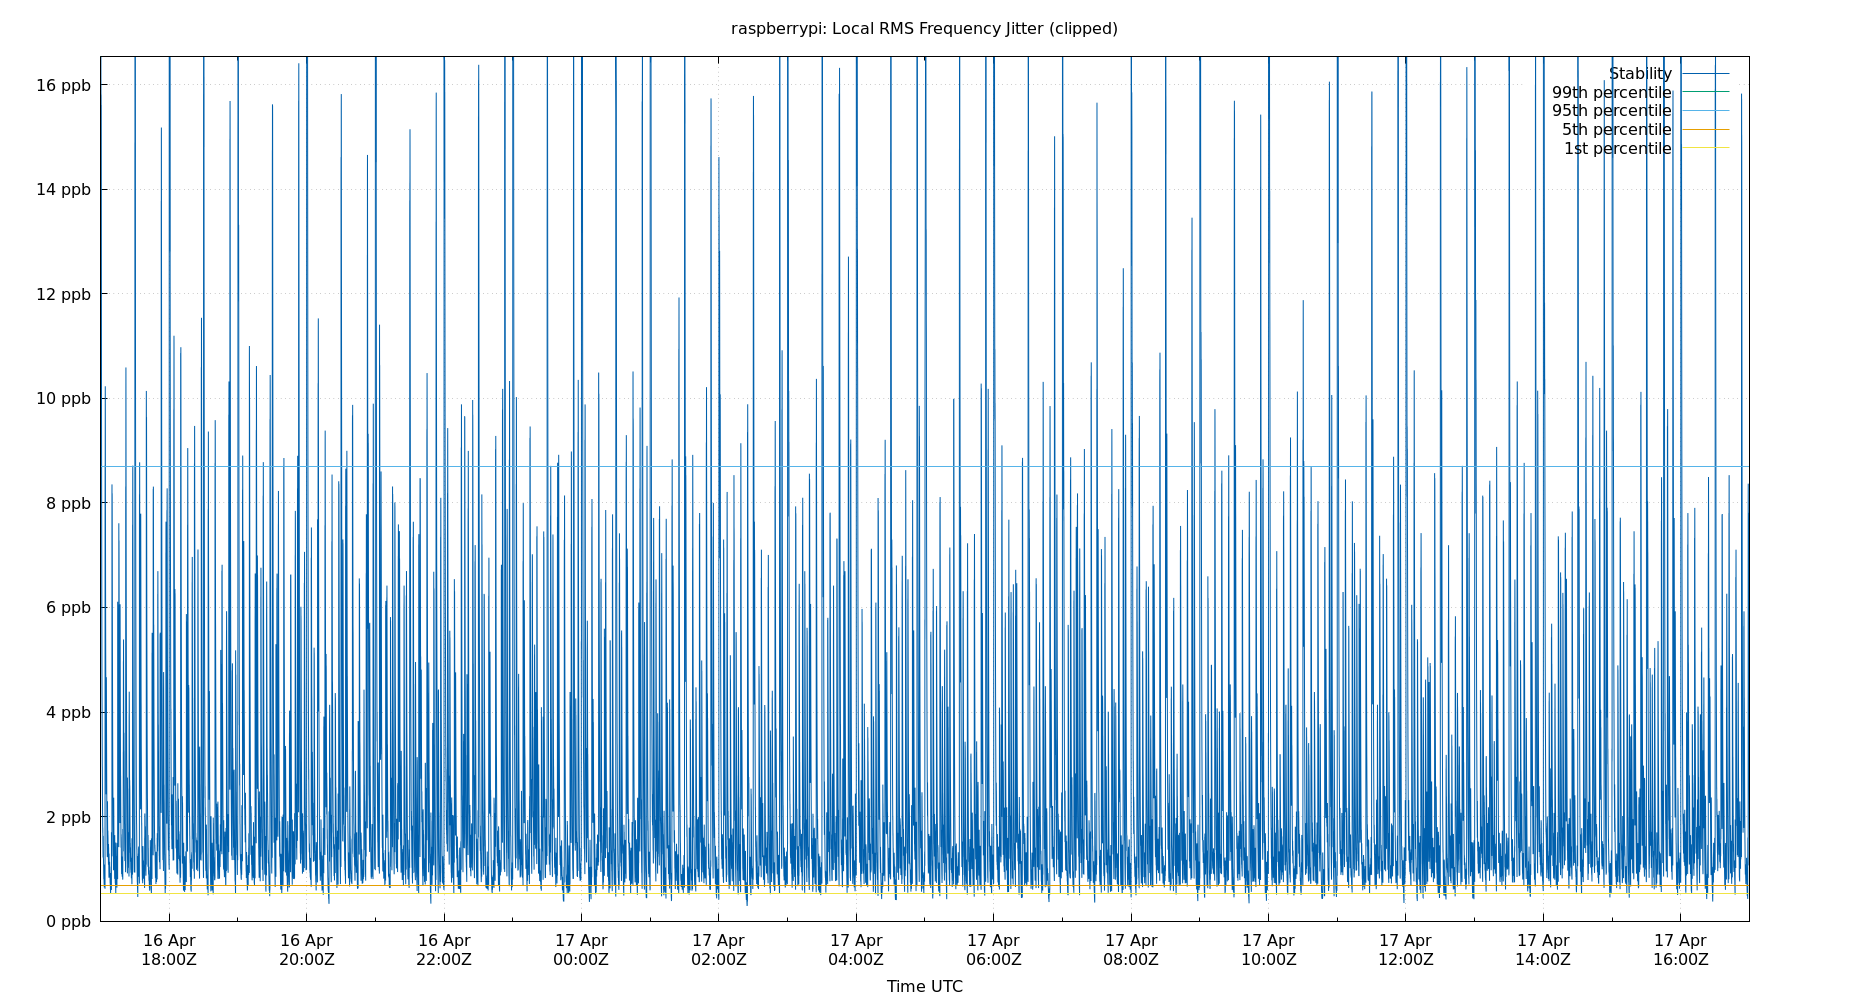 raspberrypi: Local RMS Frequency Jitter (clipped)
16 ppb
14 ppb
12 ppb
10 ppb
8 ppb
6 ppb
4 ppb
2 ppb
0 ppb
Stability
99th percentile
95th percentile
5th percentile
1st percentile
16 Apr 16 Apr 16 Apr 17 Apr 17 Apr 17 Apr 17 Apr 17 Apr 17 Apr 17 Apr 17 Apr 17 Apr
18:00Z 20:00Z 22:00Z 00:00Z 02:00Z 04:00Z 06:00Z 08:00Z 10:00Z 12:00Z 14:00Z 16:00Z
Time UTC